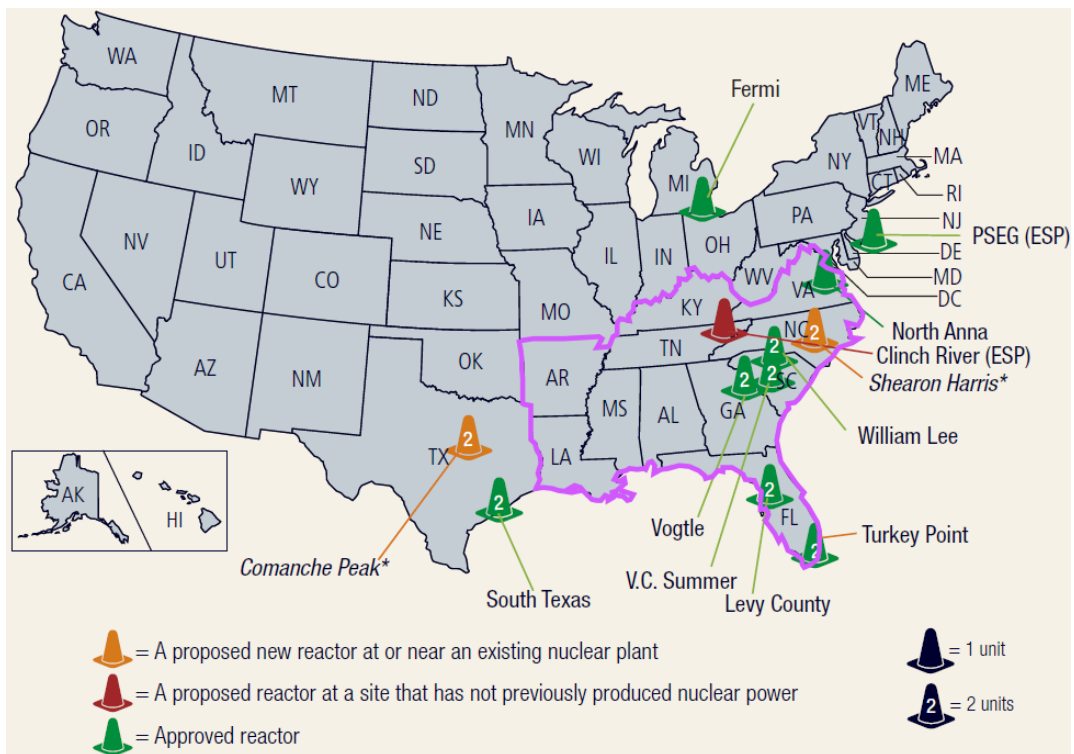 WA
MT
ND
MN
ME
Fermi
VT
NH
OR
ID
SD
WI
MI
NY
MA
WY
CT
RI
IA
PA
NJ
NE
PSEG (ESP)
NV
OH
DE
UT
IL
IN
MD
CA
CO
WV
VA
DC
KS
MO
KY
North Anna
NC
2
Clinch River (ESP)
TN
2
Shearon Harris*
OK
AZ
NM
AR
2
2
SC
MS
AL
GA
William Lee
TX
2
LA
AK
2
2
HI
FL
Vogtle
Turkey Point
2
Comanche Peak*
V.C. Summer
South Texas
Levy County
= A proposed new reactor at or near an existing nuclear plant
= 1 unit
= A proposed reactor at a site that has not previously produced nuclear power
2 = 2 units
= Approved reactor